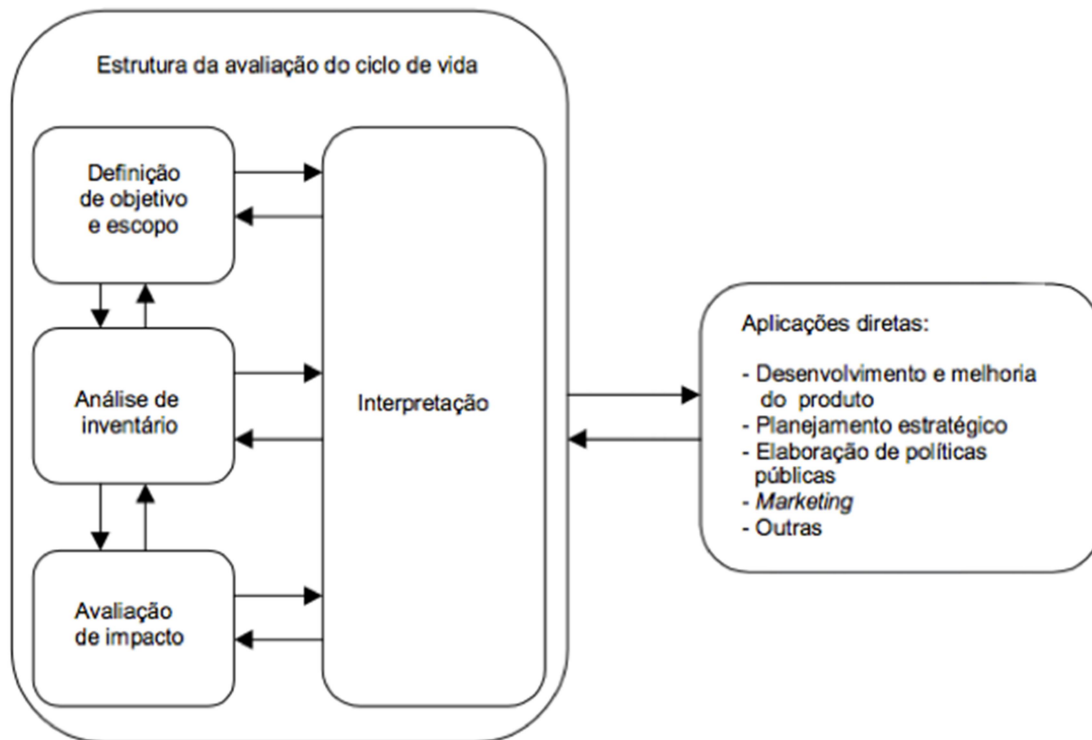 Estrutura da avaliação do ciclo de vida
Definição
de objetivo
e escopo
Análise de
inventário
Avaliação
de impacto
Interpretação
Aplicações diretas:
- Desenvolvimento e melhoria
do produto
- Planejamento estratégico
- Elaboração de políticas
públicas
- Marketing
- Outras